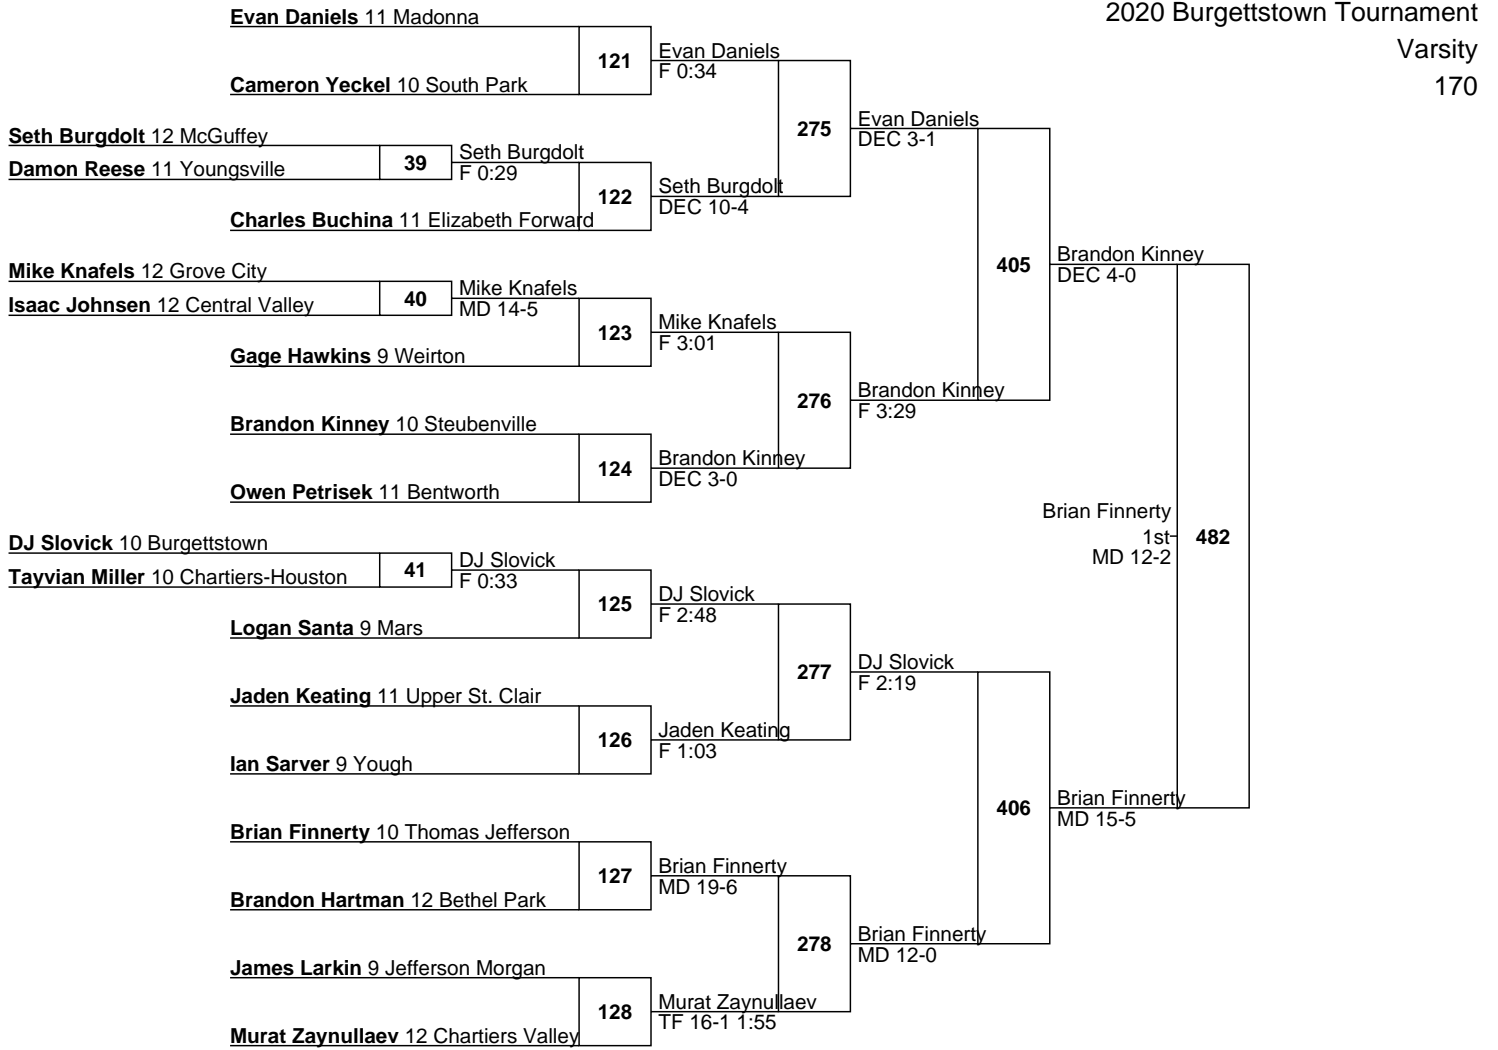 2020 Burgettstown Tournament
Varsity
170
Evan Daniels 11 Madonna
121
Evan Daniels
F 0:34
Cameron Yeckel 10 South Park
275
Evan Daniels
DEC 3-1
Seth Burgdolt 12 McGuffey
39
Seth Burgdolt
F 0:29
Damon Reese 11 Youngsville
122
Seth Burgdolt
DEC 10-4
Charles Buchina 11 Elizabeth Forward
405
Brandon Kinney
DEC 4-0
Mike Knafels 12 Grove City
40
Mike Knafels
MD 14-5
Isaac Johnsen 12 Central Valley
123
Mike Knafels
F 3:01
Gage Hawkins 9 Weirton
276
Brandon Kinney
F 3:29
Brandon Kinney 10 Steubenville
124
Brandon Kinney
DEC 3-0
Owen Petrisek 11 Bentworth
Brian Finnerty
1st
MD 12-2
482
DJ Slovick 10 Burgettstown
41
DJ Slovick
F 0:33
Tayvian Miller 10 Chartiers-Houston
125
DJ Slovick
F 2:48
Logan Santa 9 Mars
277
DJ Slovick
F 2:19
Jaden Keating 11 Upper St. Clair
126
Jaden Keating
F 1:03
Ian Sarver 9 Yough
406
Brian Finnerty
MD 15-5
Brian Finnerty 10 Thomas Jefferson
127
Brian Finnerty
MD 19-6
Brandon Hartman 12 Bethel Park
278
Brian Finnerty
MD 12-0
James Larkin 9 Jefferson Morgan
128
Murat Zaynullaev
TF 16-1 1:55
Murat Zaynullaev 12 Chartiers Valley